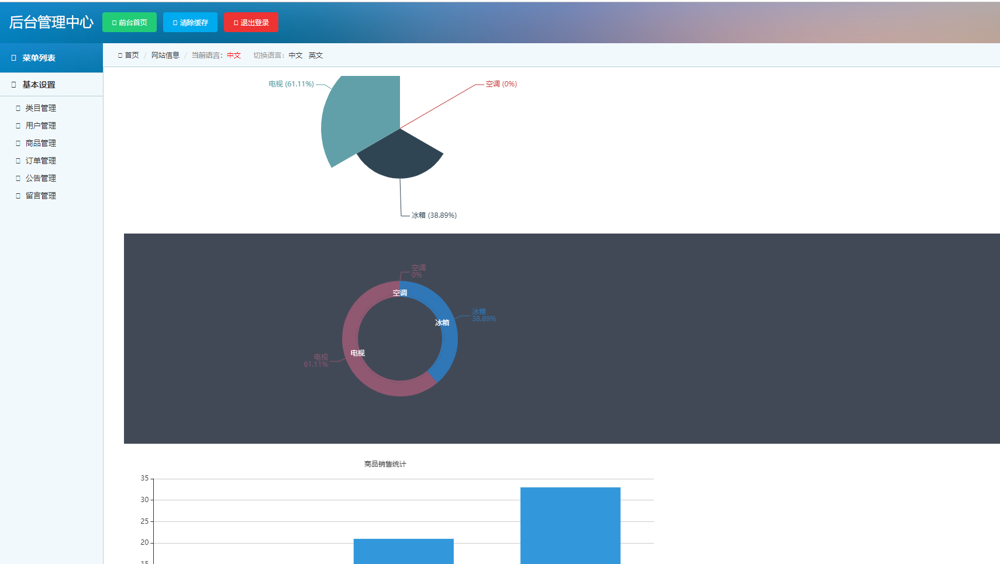 后台管理中心 前台首页 清除缓存 退出登录
菜单列表
首页 / 网站信息 / 当前语言：中文 切换语言：中文 英文
基本设置
类目管理
用户管理
商品管理
订单管理
公告管理
留言管理
电视 (61.11%)
空调 (0%)
冰箱 (38.89%)
空调
0%
空调
冰箱
38.89%
冰箱
电视
电视
61.11%
商品销售统计
35
30
25
20
15